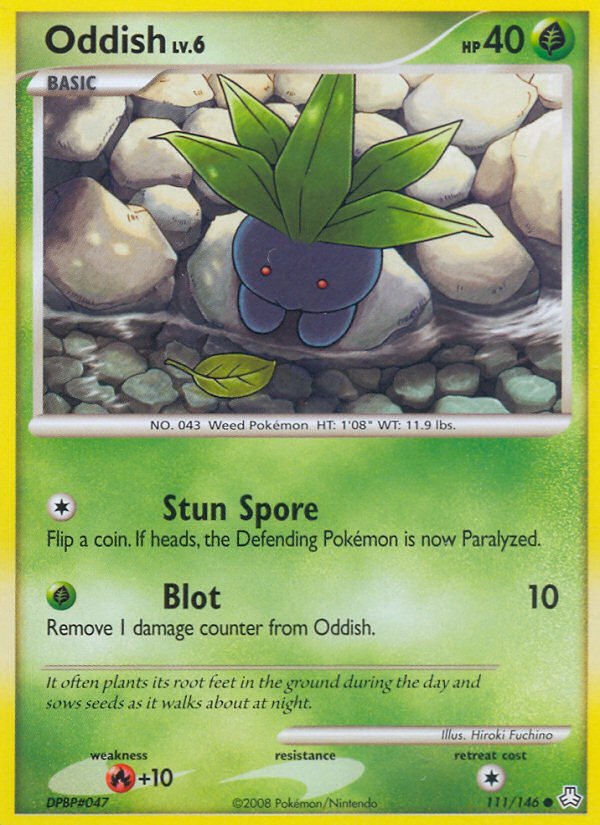 Oddish LV.6
HP 40
BASIC
NO. 043 Weed Pokémon HT: 1'08" WT: 11.9 lbs.
Stun Spore
Flip a coin. If heads, the Defending Pokémon is now Paralyzed.
Blot 10
Remove 1 damage counter from Oddish.
It often plants its root feet in the ground during the day and
sows seeds as it walks about at night.
Illus. Hiroki Fuchino
weakness resistance retreat cost
+10
DPBP#047 ©2008 Pokémon/Nintendo 111/146